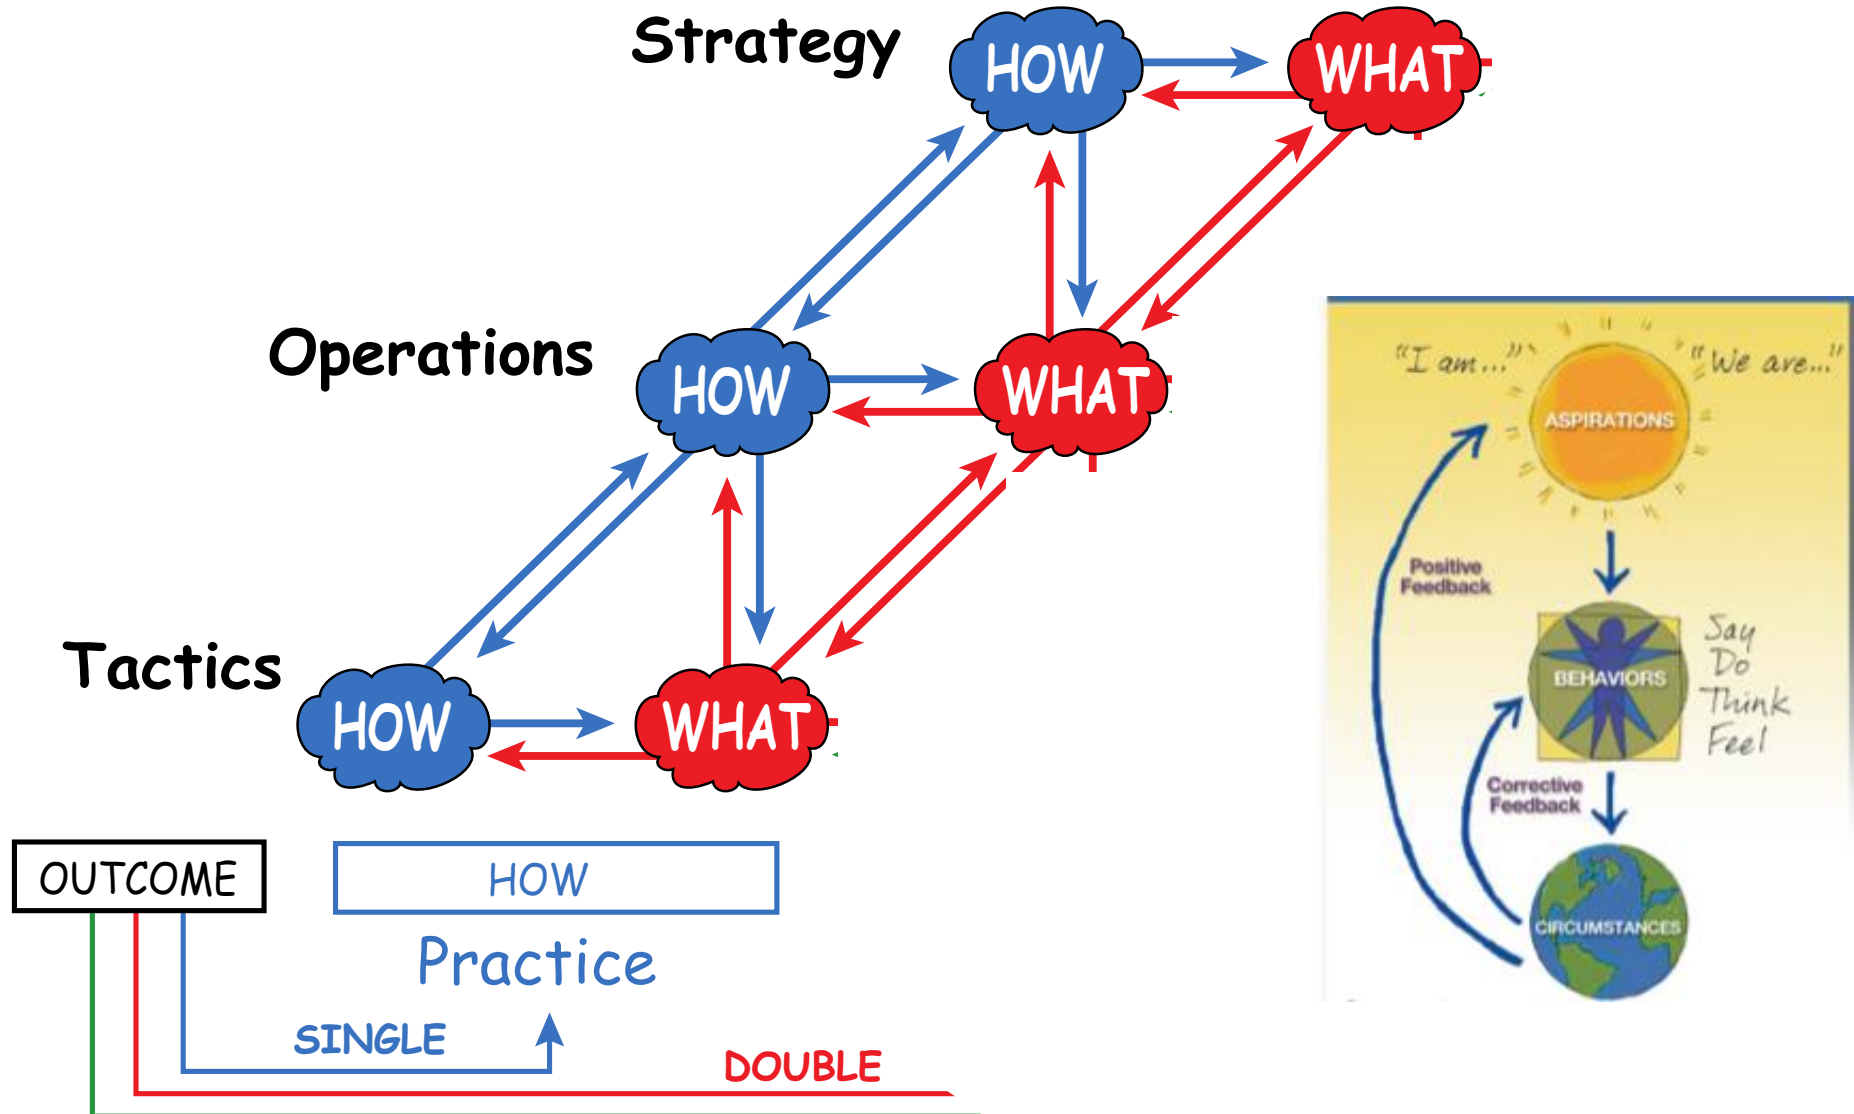 Strategy
HOW
WHAT
Operations
HOW
WHAT
Tactics
HOW
WHAT
OUTCOME
HOW
Practice
SINGLE
DOUBLE
"I am..."
"We are..."
ASPIRATIONS
Positive
Feedback
BEHAVIORS
Say
Do
Think
Feel
Corrective
Feedback
CIRCUMSTANCES